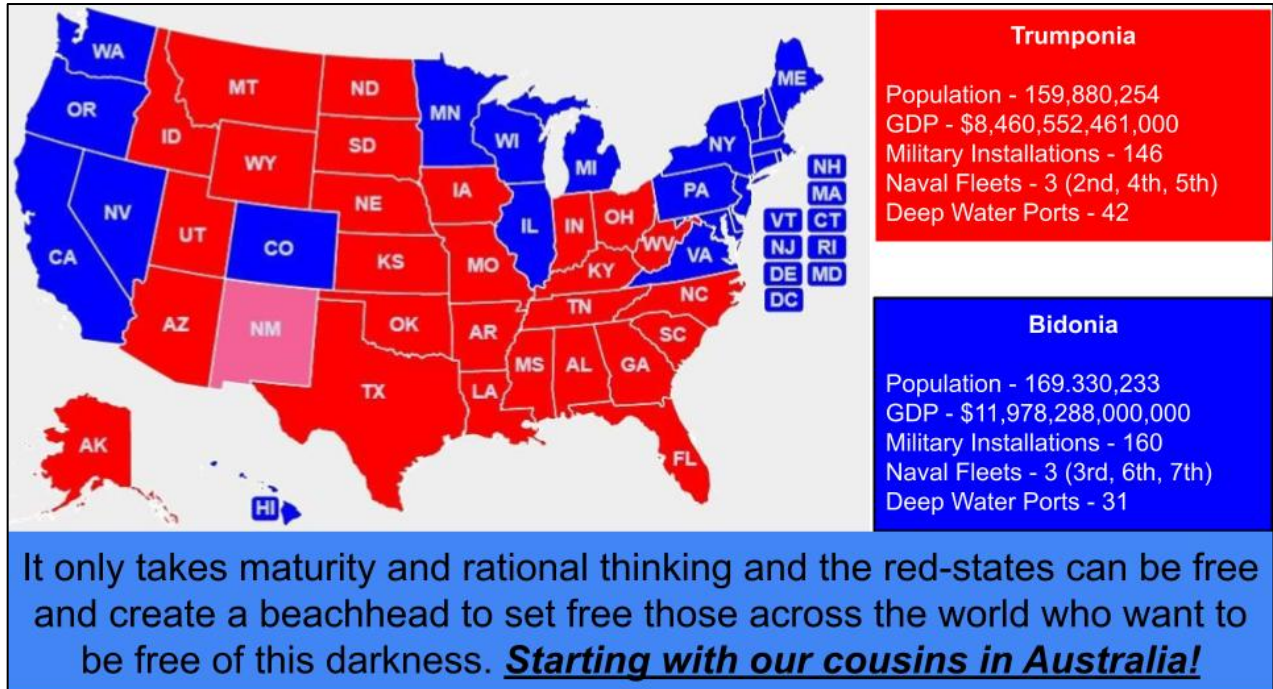 WA
OR
CA
NV
ID
MT
WY
UT
CO
AZ
NM
ND
SD
NE
KS
OK
TX
MN
IA
MO
AR
LA
WI
IL
MI
IN
OH
KY
TN
MS
AL
GA
FL
SC
NC
VA
WV
PA
NY
ME
AK
HI
NH
MA
VT CT
NJ RI
DE MD
DC
Trumponia
Population - 159,880,254
GDP - $8,460,552,461,000
Military Installations - 146
Naval Fleets - 3 (2nd, 4th, 5th)
Deep Water Ports - 42
Bidonia
Population - 169.330,233
GDP - $11,978,288,000,000
Military Installations - 160
Naval Fleets - 3 (3rd, 6th, 7th)
Deep Water Ports - 31
It only takes maturity and rational thinking and the red-states can be free
and create a beachhead to set free those across the world who want to
be free of this darkness. Starting with our cousins in Australia!